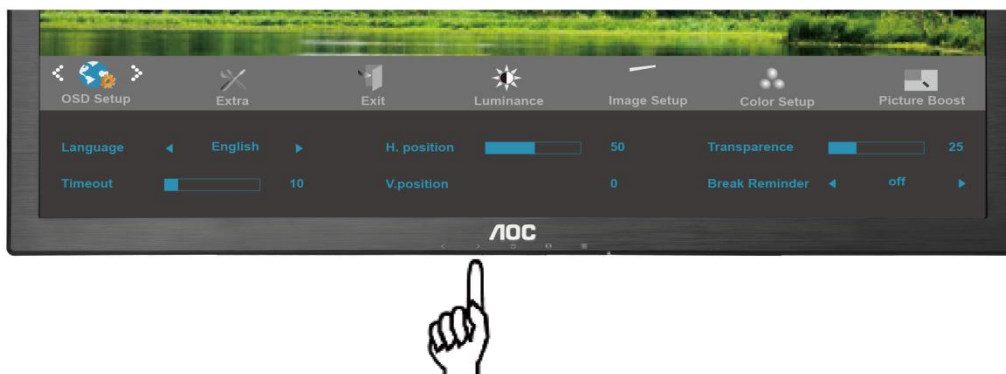 OSD Setup Extra Exit Luminance Image Setup Color Setup Picture Boost
Language English H. position 50 Transparence 25
Timeout 10 V.position 0 Break Reminder off
AOC